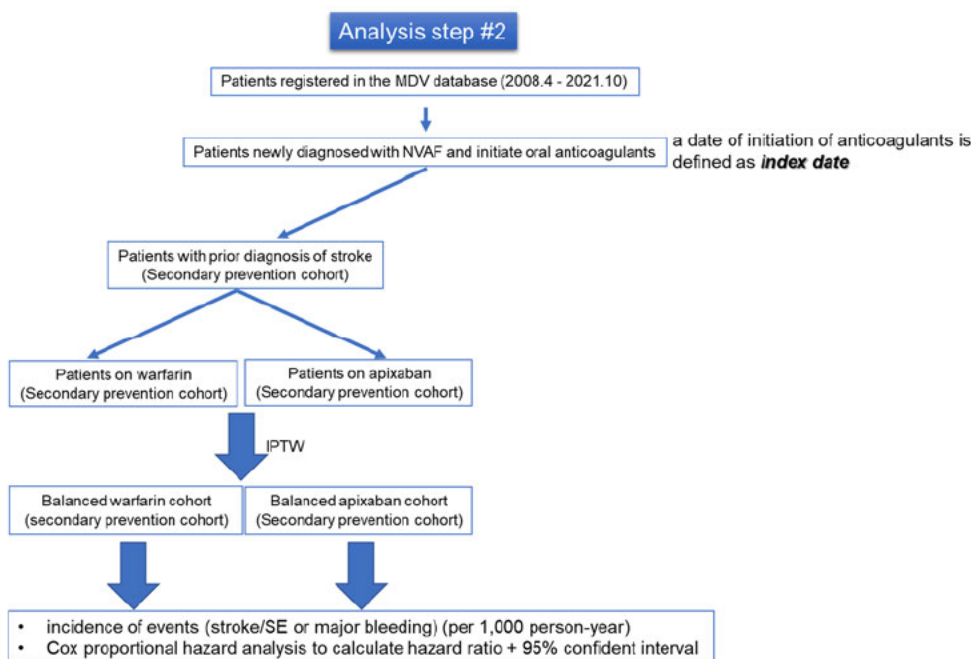 Analysis step #2
Patients registered in the MDV database (2008.4 - 2021.10)
Patients newly diagnosed with NVAF and initiate oral anticoagulants
a date of initiation of anticoagulants is
defined as index date
Patients with prior diagnosis of stroke
(Secondary prevention cohort)
Patients on warfarin
(Secondary prevention cohort)
Patients on apixaban
(Secondary prevention cohort)
IPTW
Balanced warfarin cohort
(secondary prevention cohort)
Balanced apixaban cohort
(Secondary prevention cohort)
• incidence of events (stroke/SE or major bleeding) (per 1,000 person-year)
• Cox proportional hazard analysis to calculate hazard ratio + 95% confident interval